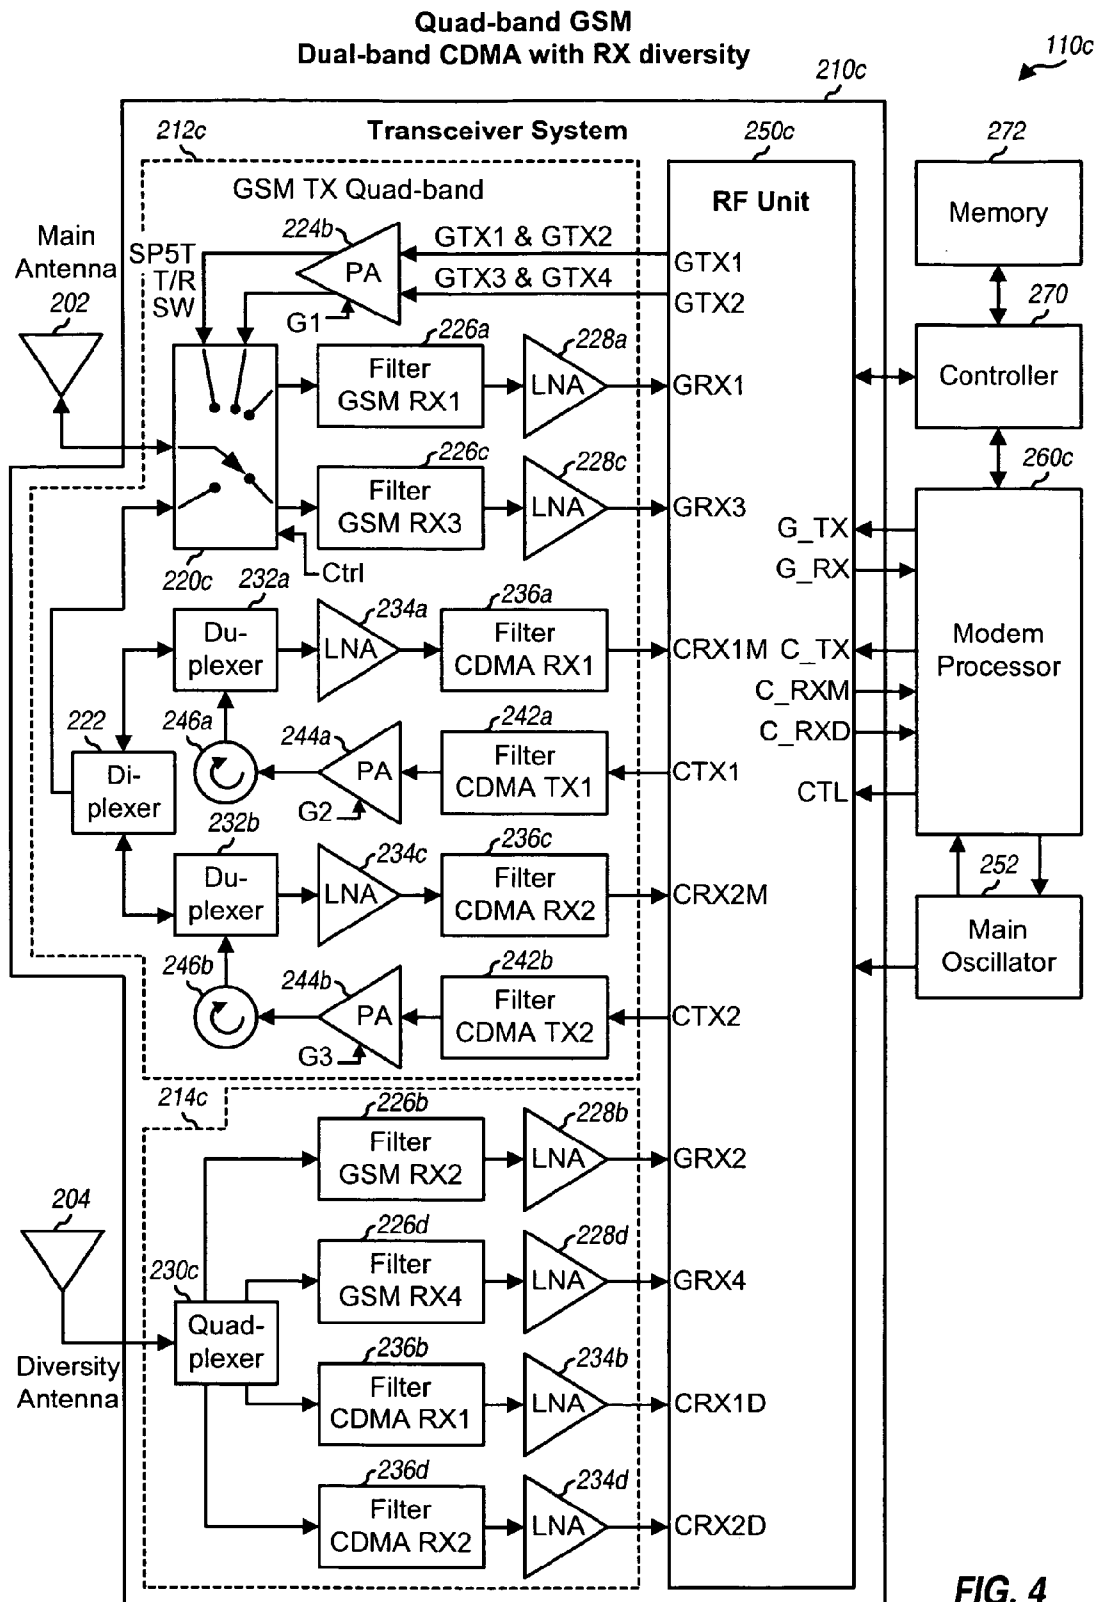 Quad-band GSM
Dual-band CDMA with RX diversity
110c
210c
212c
Transceiver System
250c
272
GSM TX Quad-band
RF Unit
Memory
224b
Main
Antenna
SP5T
T/R
SW
PA
GTX1 & GTX2
GTX1
GTX3 & GTX4
GTX2
270
202
G1
226a
228a
Filter
GSM RX1
LNA
GRX1
Controller
226c
228c
260c
Filter
GSM RX3
LNA
GRX3
G_TX
G_RX
220c
Ctrl
232a
234a
236a
Du-
plexer
LNA
Filter
CDMA RX1
CRX1M
C_TX
Modem
Processor
C_RXM
222
246a
244a
242a
C_RXD
Di-
plexer
PA
Filter
CDMA TX1
CTX1
CTL
G2
232b
234c
236c
252
Du-
plexer
LNA
Filter
CDMA RX2
CRX2M
Main
Oscillator
246b
244b
242b
PA
Filter
CDMA TX2
CTX2
G3
214c
226b
228b
Filter
GSM RX2
LNA
GRX2
204
226d
228d
230c
Filter
GSM RX4
LNA
GRX4
Quad-
plexer
Diversity
Antenna
236b
234b
Filter
CDMA RX1
LNA
CRX1D
236d
234d
Filter
CDMA RX2
LNA
CRX2D
FIG. 4